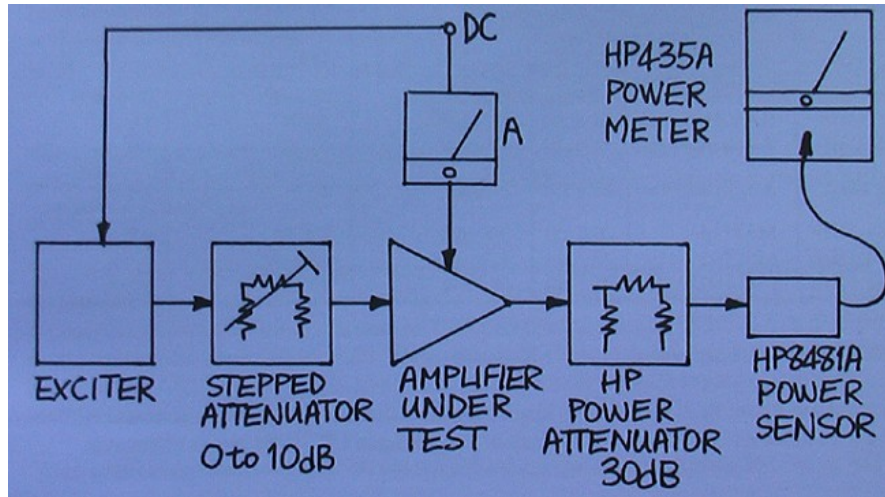 DC
HP435A
POWER
METER
A
EXCITER
STEPPED
ATTENUATOR
0 to 10dB
AMPLIFIER
UNDER
TEST
HP
POWER
ATTENUATOR
30dB
HP8481A
POWER
SENSOR